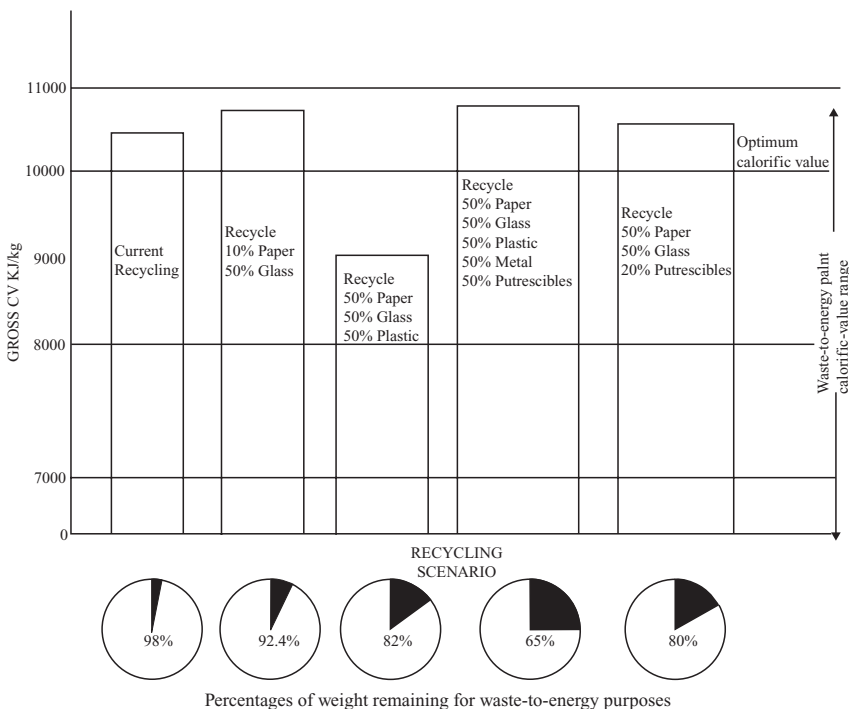 GROSS CV KJ/kg
11000
10000
9000
8000
7000
0
Current
Recycling
Recycle
10% Paper
50% Glass
Recycle
50% Paper
50% Glass
50% Plastic
Recycle
50% Paper
50% Glass
50% Plastic
50% Metal
50% Putrescibles
Recycle
50% Paper
50% Glass
20% Putrescibles
Optimum
calorific value
Waste-to-energy palnt
calorific-value range
RECYCLING
SCENARIO
98%
92.4%
82%
65%
80%
Percentages of weight remaining for waste-to-energy purposes